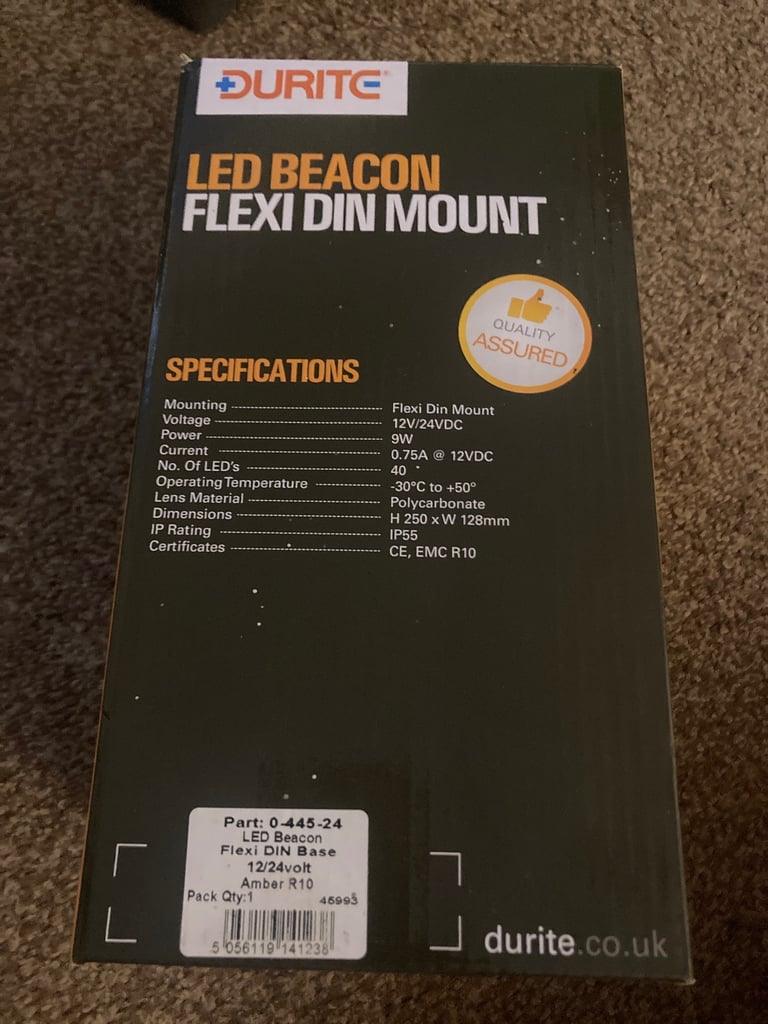 DURITE
LED BEACON
FLEXI DIN MOUNT
QUALITY
ASSURED
SPECIFICATIONS
Mounting Flexi Din Mount
Voltage 12V/24VDC
Power 9W
Current 0.75A @ 12VDC
No. Of LED's 40
Operating Temperature -30°C to +50°
Lens Material Polycarbonate
Dimensions H 250 x W 128mm
IP Rating IP55
Certificates CE, EMC R10
Part: 0-445-24
LED Beacon
Flexi DIN Base
12/24volt
Amber R10
Pack Qty:1 45993
5 056119 141238
durite.co.uk